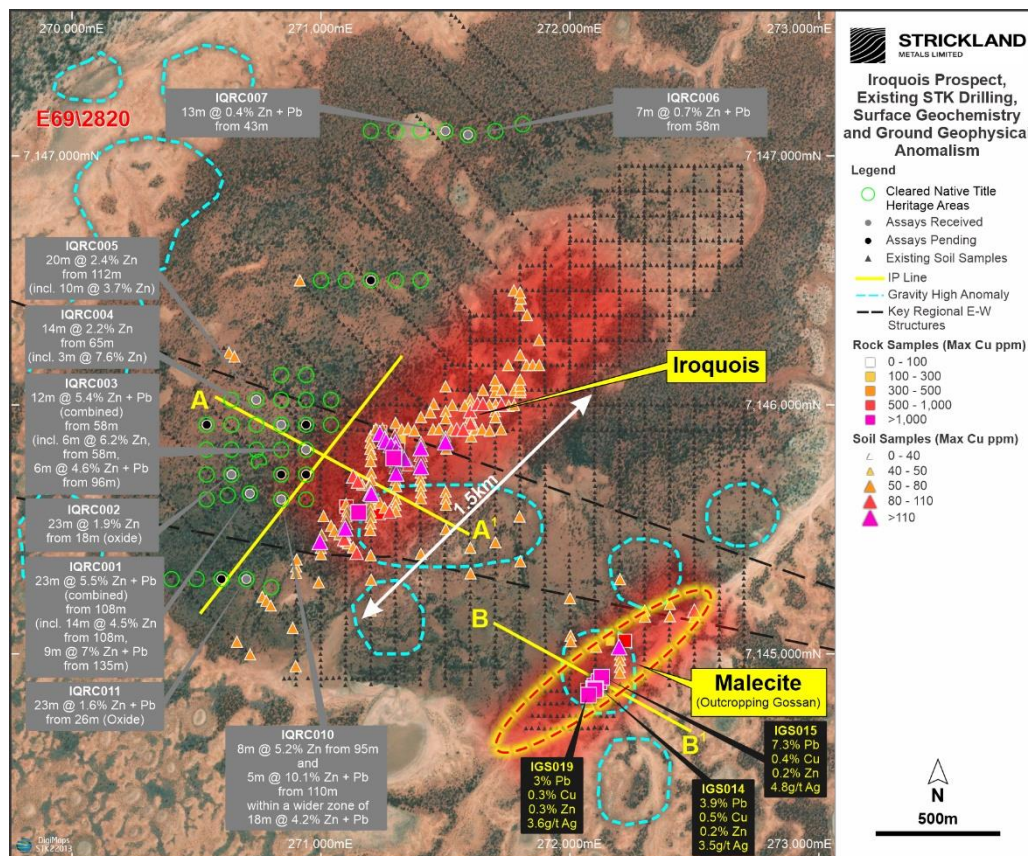 270,000mE
271,000mE
272,000mE
273,000mE
E69\2820
IQRC007
13m @ 0.4% Zn + Pb
from 43m
IQRC006
7m @ 0.7% Zn + Pb
from 58m
7,147,000mN
7,147,000mN
IQRC005
20m @ 2.4% Zn
from 112m
(incl. 10m @ 3.7% Zn)
IQRC004
14m @ 2.2% Zn
from 65m
(incl. 3m @ 7.6% Zn)
IQRC003
12m @ 5.4% Zn + Pb
(combined)
from 58m
(incl. 6m @ 6.2% Zn,
from 58m,
6m @ 4.6% Zn + Pb
from 96m)
IQRC002
23m @ 1.9% Zn
from 18m (oxide)
IQRC001
23m @ 5.5% Zn + Pb
(combined)
from 108m
(incl. 14m @ 4.5% Zn
from 108m,
9m @ 7% Zn + Pb
from 135m)
IQRC011
23m @ 1.6% Zn + Pb
from 26m (Oxide)
IQRC010
8m @ 5.2% Zn from 95m
and
5m @ 10.1% Zn + Pb
from 110m
within a wider zone of
18m @ 4.2% Zn + Pb
A
A¹
Iroquois
1.5km
7,146,000mN
B
B¹
7,145,000mN
Malecite
(Outcropping Gossan)
IGS019
3% Pb
0.3% Cu
0.3% Zn
3.6g/t Ag
IGS014
3.9% Pb
0.5% Cu
0.2% Zn
3.5g/t Ag
IGS015
7.3% Pb
0.4% Cu
0.2% Zn
4.8g/t Ag
271,000mE
272,000mE
273,000mE
DigiMaps
STK22013
STRICKLAND
METALS LIMITED
Iroquois Prospect,
Existing STK Drilling,
Surface Geochemistry
and Ground Geophysical
Anomalism
Legend
Cleared Native Title
Heritage Areas
Assays Received
Assays Pending
Existing Soil Samples
IP Line
Gravity High Anomaly
Key Regional E-W
Structures
Rock Samples (Max Cu ppm)
0 - 100
100 - 300
300 - 500
500 - 1,000
>1,000
Soil Samples (Max Cu ppm)
0 - 40
40 - 50
50 - 80
80 - 110
>110
N
500m